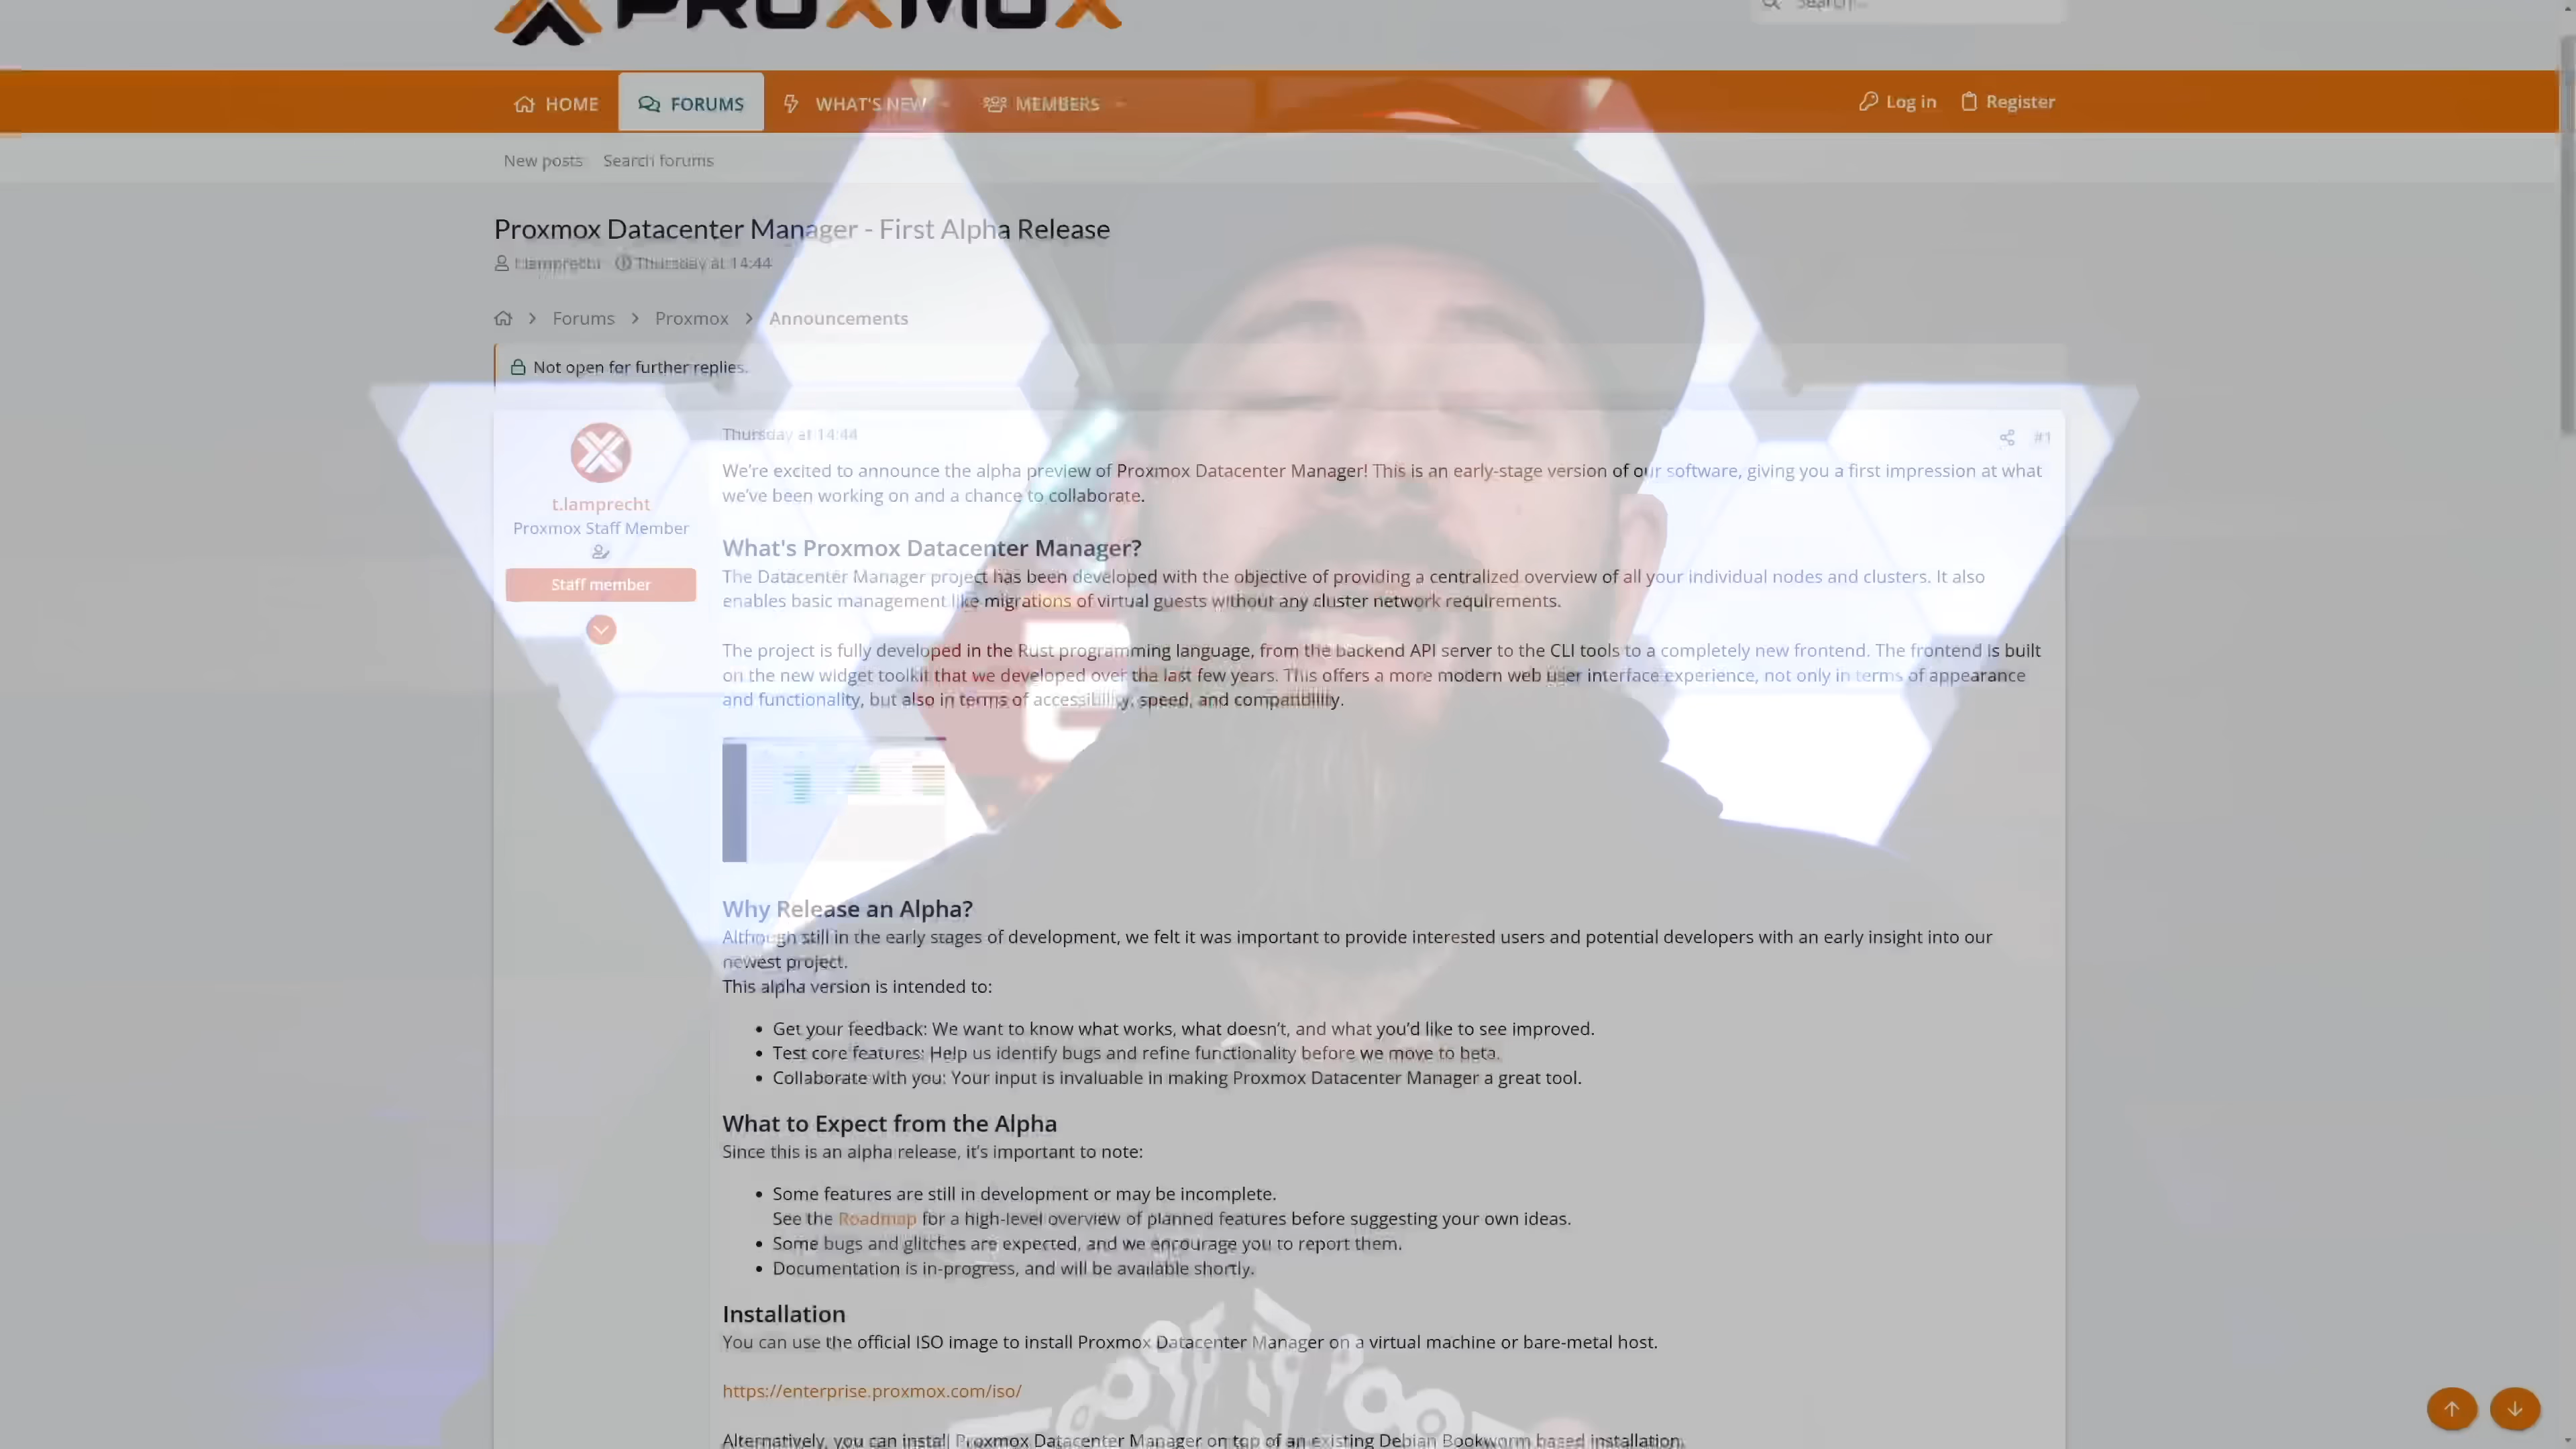 PROXMOX
Search…
HOME
FORUMS
WHAT'S NEW
MEMBERS
Log in
Register
New posts
Search forums
Proxmox Datacenter Manager - First Alpha Release
t.lamprecht
Thursday at 14:44
Forums
Proxmox
Announcements
Not open for further replies.
t.lamprecht
Proxmox Staff Member
Staff member
Thursday at 14:44
#1
We're excited to announce the alpha preview of Proxmox Datacenter Manager! This is an early-stage version of our software, giving you a first impression at what
we've been working on and a chance to collaborate.
What's Proxmox Datacenter Manager?
The Datacenter Manager project has been developed with the objective of providing a centralized overview of all your individual nodes and clusters. It also
enables basic management like migrations of virtual guests without any cluster network requirements.
The project is fully developed in the Rust programming language, from the backend API server to the CLI tools to a completely new frontend. The frontend is built
on the new widget toolkit that we developed over the last few years. This offers a more modern web user interface experience, not only in terms of appearance
and functionality, but also in terms of accessibility, speed, and compatibility.
Why Release an Alpha?
Although still in the early stages of development, we felt it was important to provide interested users and potential developers with an early insight into our
newest project.
This alpha version is intended to:
• Get your feedback: We want to know what works, what doesn't, and what you'd like to see improved.
• Test core features: Help us identify bugs and refine functionality before we move to beta.
• Collaborate with you: Your input is invaluable in making Proxmox Datacenter Manager a great tool.
What to Expect from the Alpha
Since this is an alpha release, it's important to note:
• Some features are still in development or may be incomplete.
See the Roadmap for a high-level overview of planned features before suggesting your own ideas.
• Some bugs and glitches are expected, and we encourage you to report them.
• Documentation is in-progress, and will be available shortly.
Installation
You can use the official ISO image to install Proxmox Datacenter Manager on a virtual machine or bare-metal host.
https://enterprise.proxmox.com/iso/
Alternatively, you can install Proxmox Datacenter Manager on top of an existing Debian Bookworm based installation.